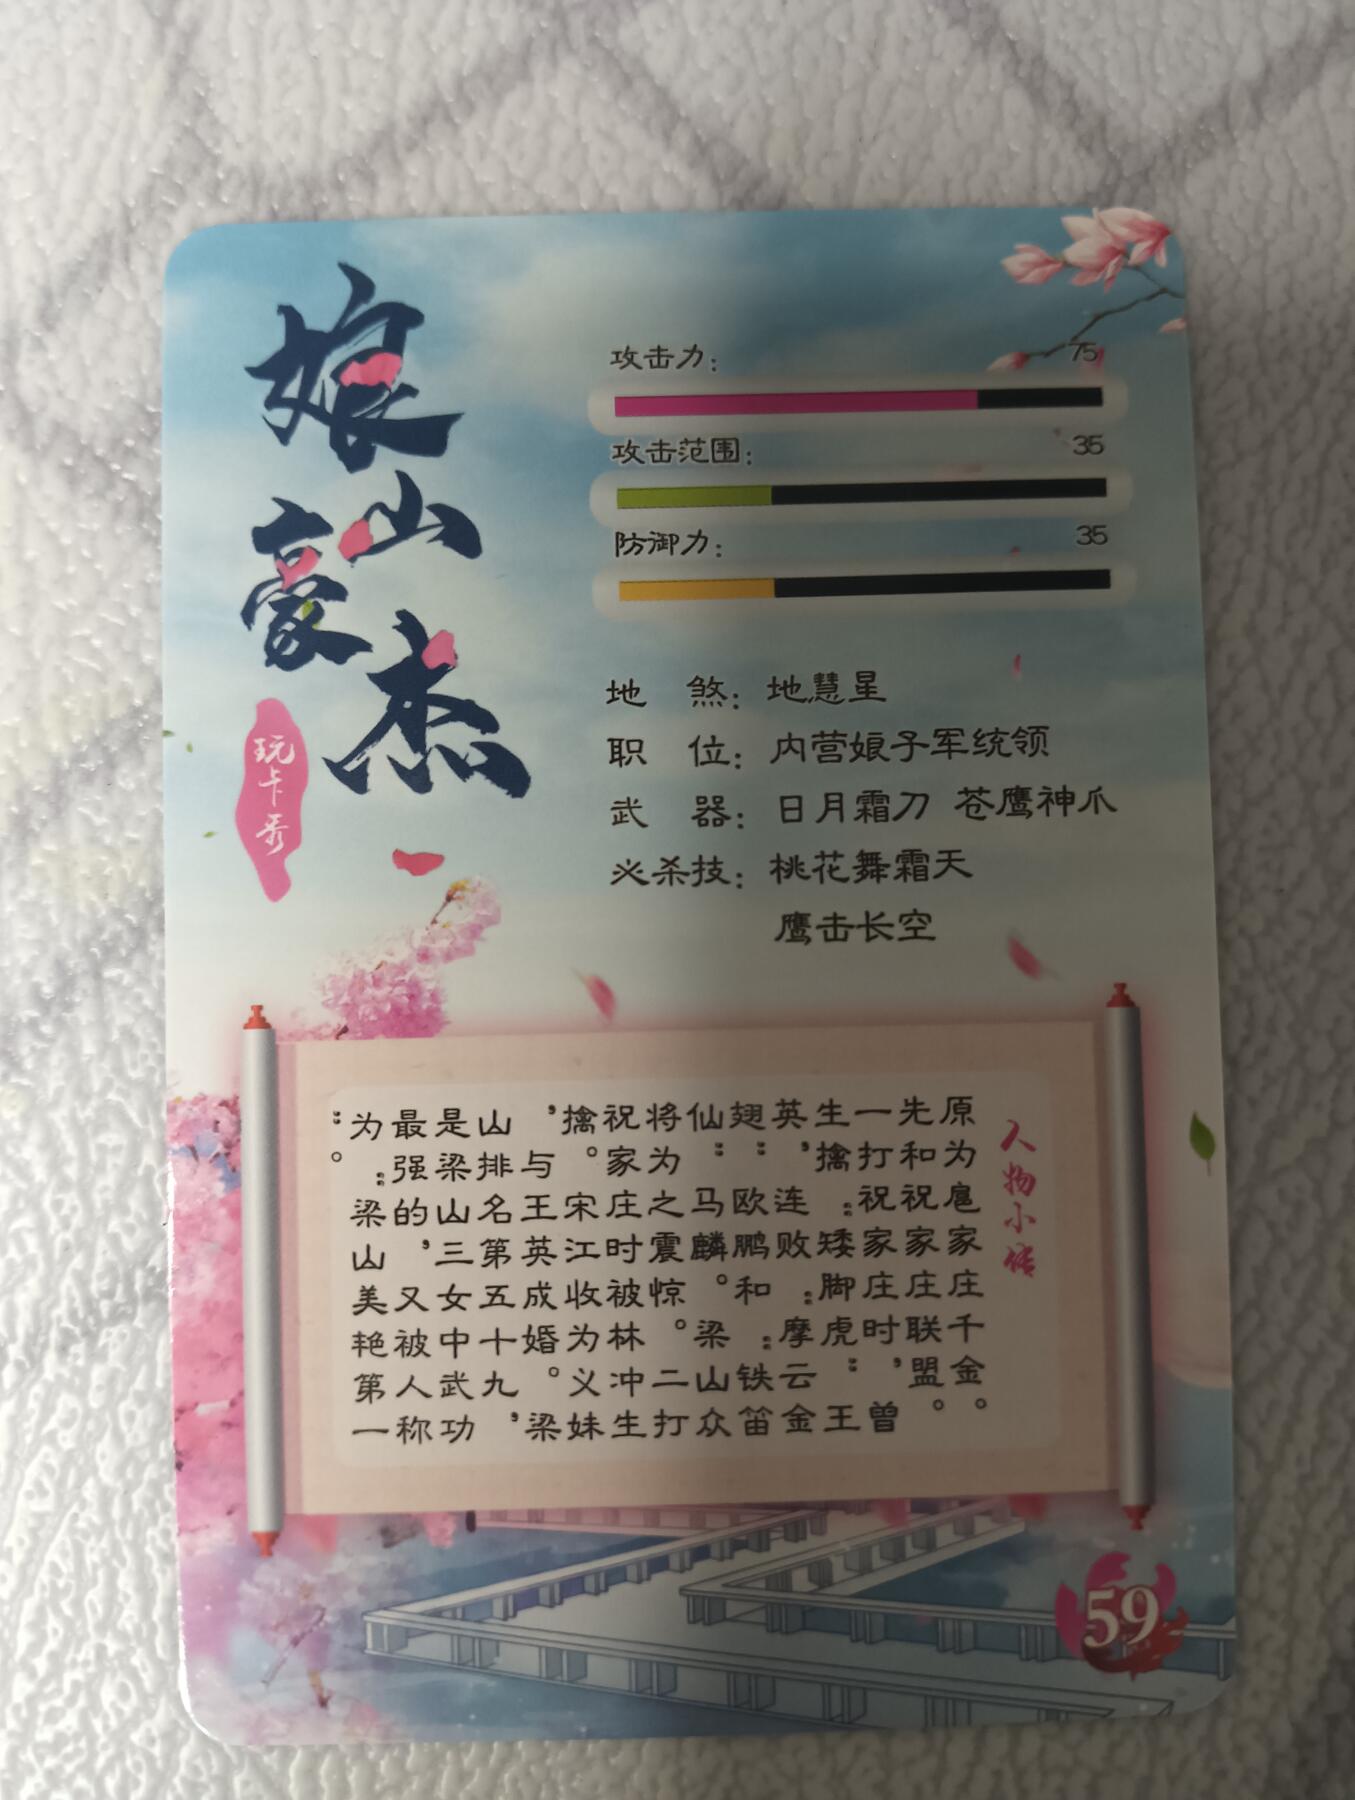 娘山豪杰
玩卡秀
攻击力： 75
攻击范围： 35
防御力： 35
地 煞：地慧星
职 位：内营娘子军统领
武 器：日月霜刀 苍鹰神爪
必杀技：桃花舞霜天
鹰击长空
人物小传
原为扈家庄千金。
先和祝家庄联盟。
一打祝家庄时，曾
生擒“矮脚虎”王
英，连败“摩云金
翅”欧鹏和“铁笛
仙”马麟。梁山众
将为之震惊。二打
祝家庄时被林冲生
擒。宋江收为义妹
，与王英成婚。梁
山排名第五十九，
是梁山三女中武功
最强的，又被人称
为“梁山美艳第一
”。
59